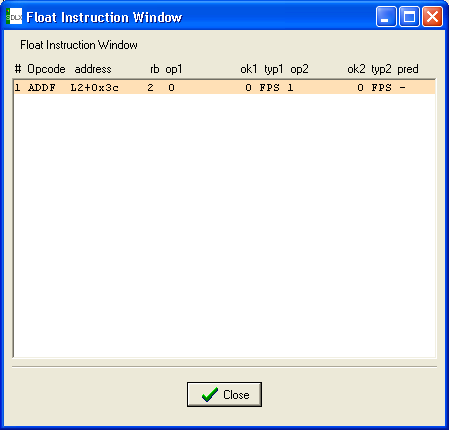 DLX Float Instruction Window
Float Instruction Window
# Opcode address rb op1 ok1 typ1 op2 ok2 typ2 pred
1 ADDF L2+0x3c 2 0 0 FPS 1 0 FPS -
Close